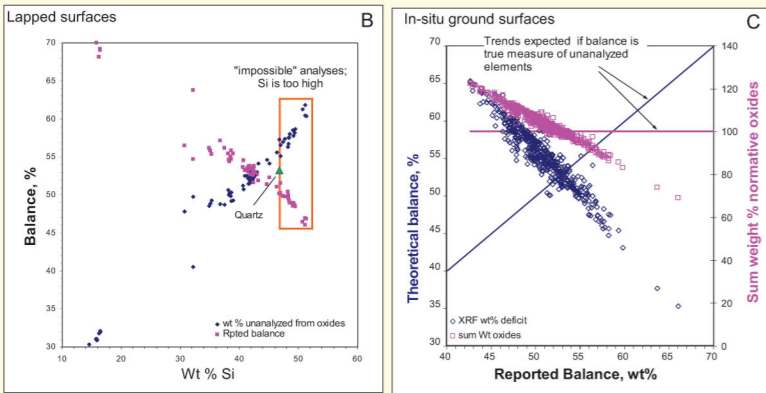 Lapped surfaces
B
"impossible" analyses;
Si is too high
Quartz
Balance, %
70
65
60
55
50
45
40
35
30
10
20
30
40
50
60
Wt % Si
wt % unanalyzed from oxides
Rpted balance
In-situ ground surfaces
C
Trends expected if balance is
true measure of unanalyzed
elements
Theoretical balance, %
70
65
60
55
50
45
40
35
30
140
120
100
80
60
40
20
0
Sum weight % normative oxides
XRF wt% deficit
sum Wt oxides
40
45
50
55
60
65
70
Reported Balance, wt%